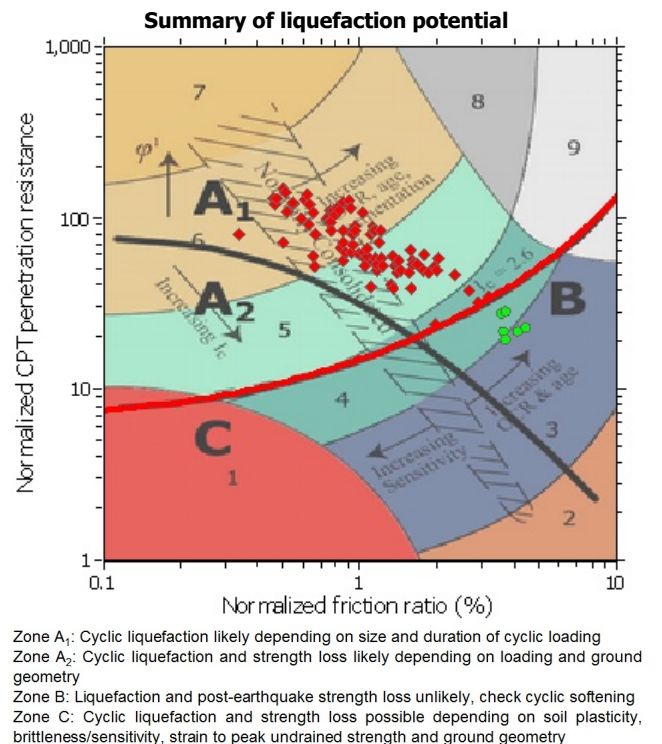 Summary of liquefaction potential
1,000
7
8
9
φ'
Increasing
OCR, age,
cementation
Normalized CPT penetration resistance
100
A1
6
Ic = 2.6
A2
B
Increasing fc
5
10
4
Increasing
OCR & age
C
3
Increasing
Sensitivity
1
2
1
0.1
1
10
Normalized friction ratio (%)
Zone A1: Cyclic liquefaction likely depending on size and duration of cyclic loading
Zone A2: Cyclic liquefaction and strength loss likely depending on loading and ground
geometry
Zone B: Liquefaction and post-earthquake strength loss unlikely, check cyclic softening
Zone C: Cyclic liquefaction and strength loss possible depending on soil plasticity,
brittleness/sensitivity, strain to peak undrained strength and ground geometry